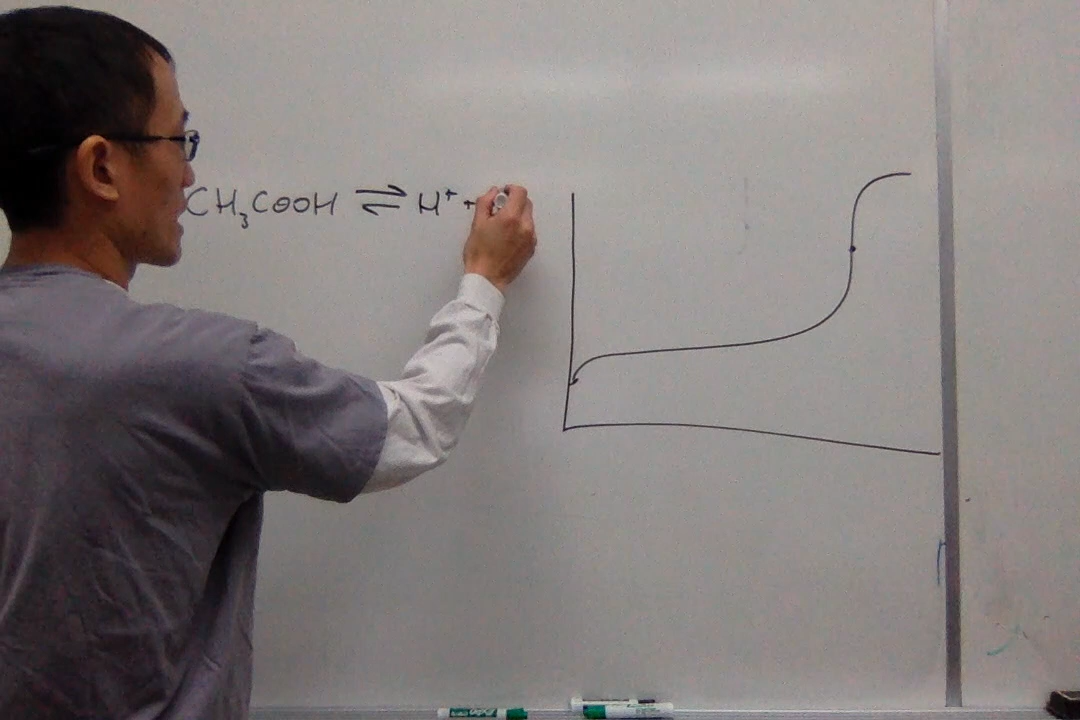 CH₃COOH ⇌ H⁺ +